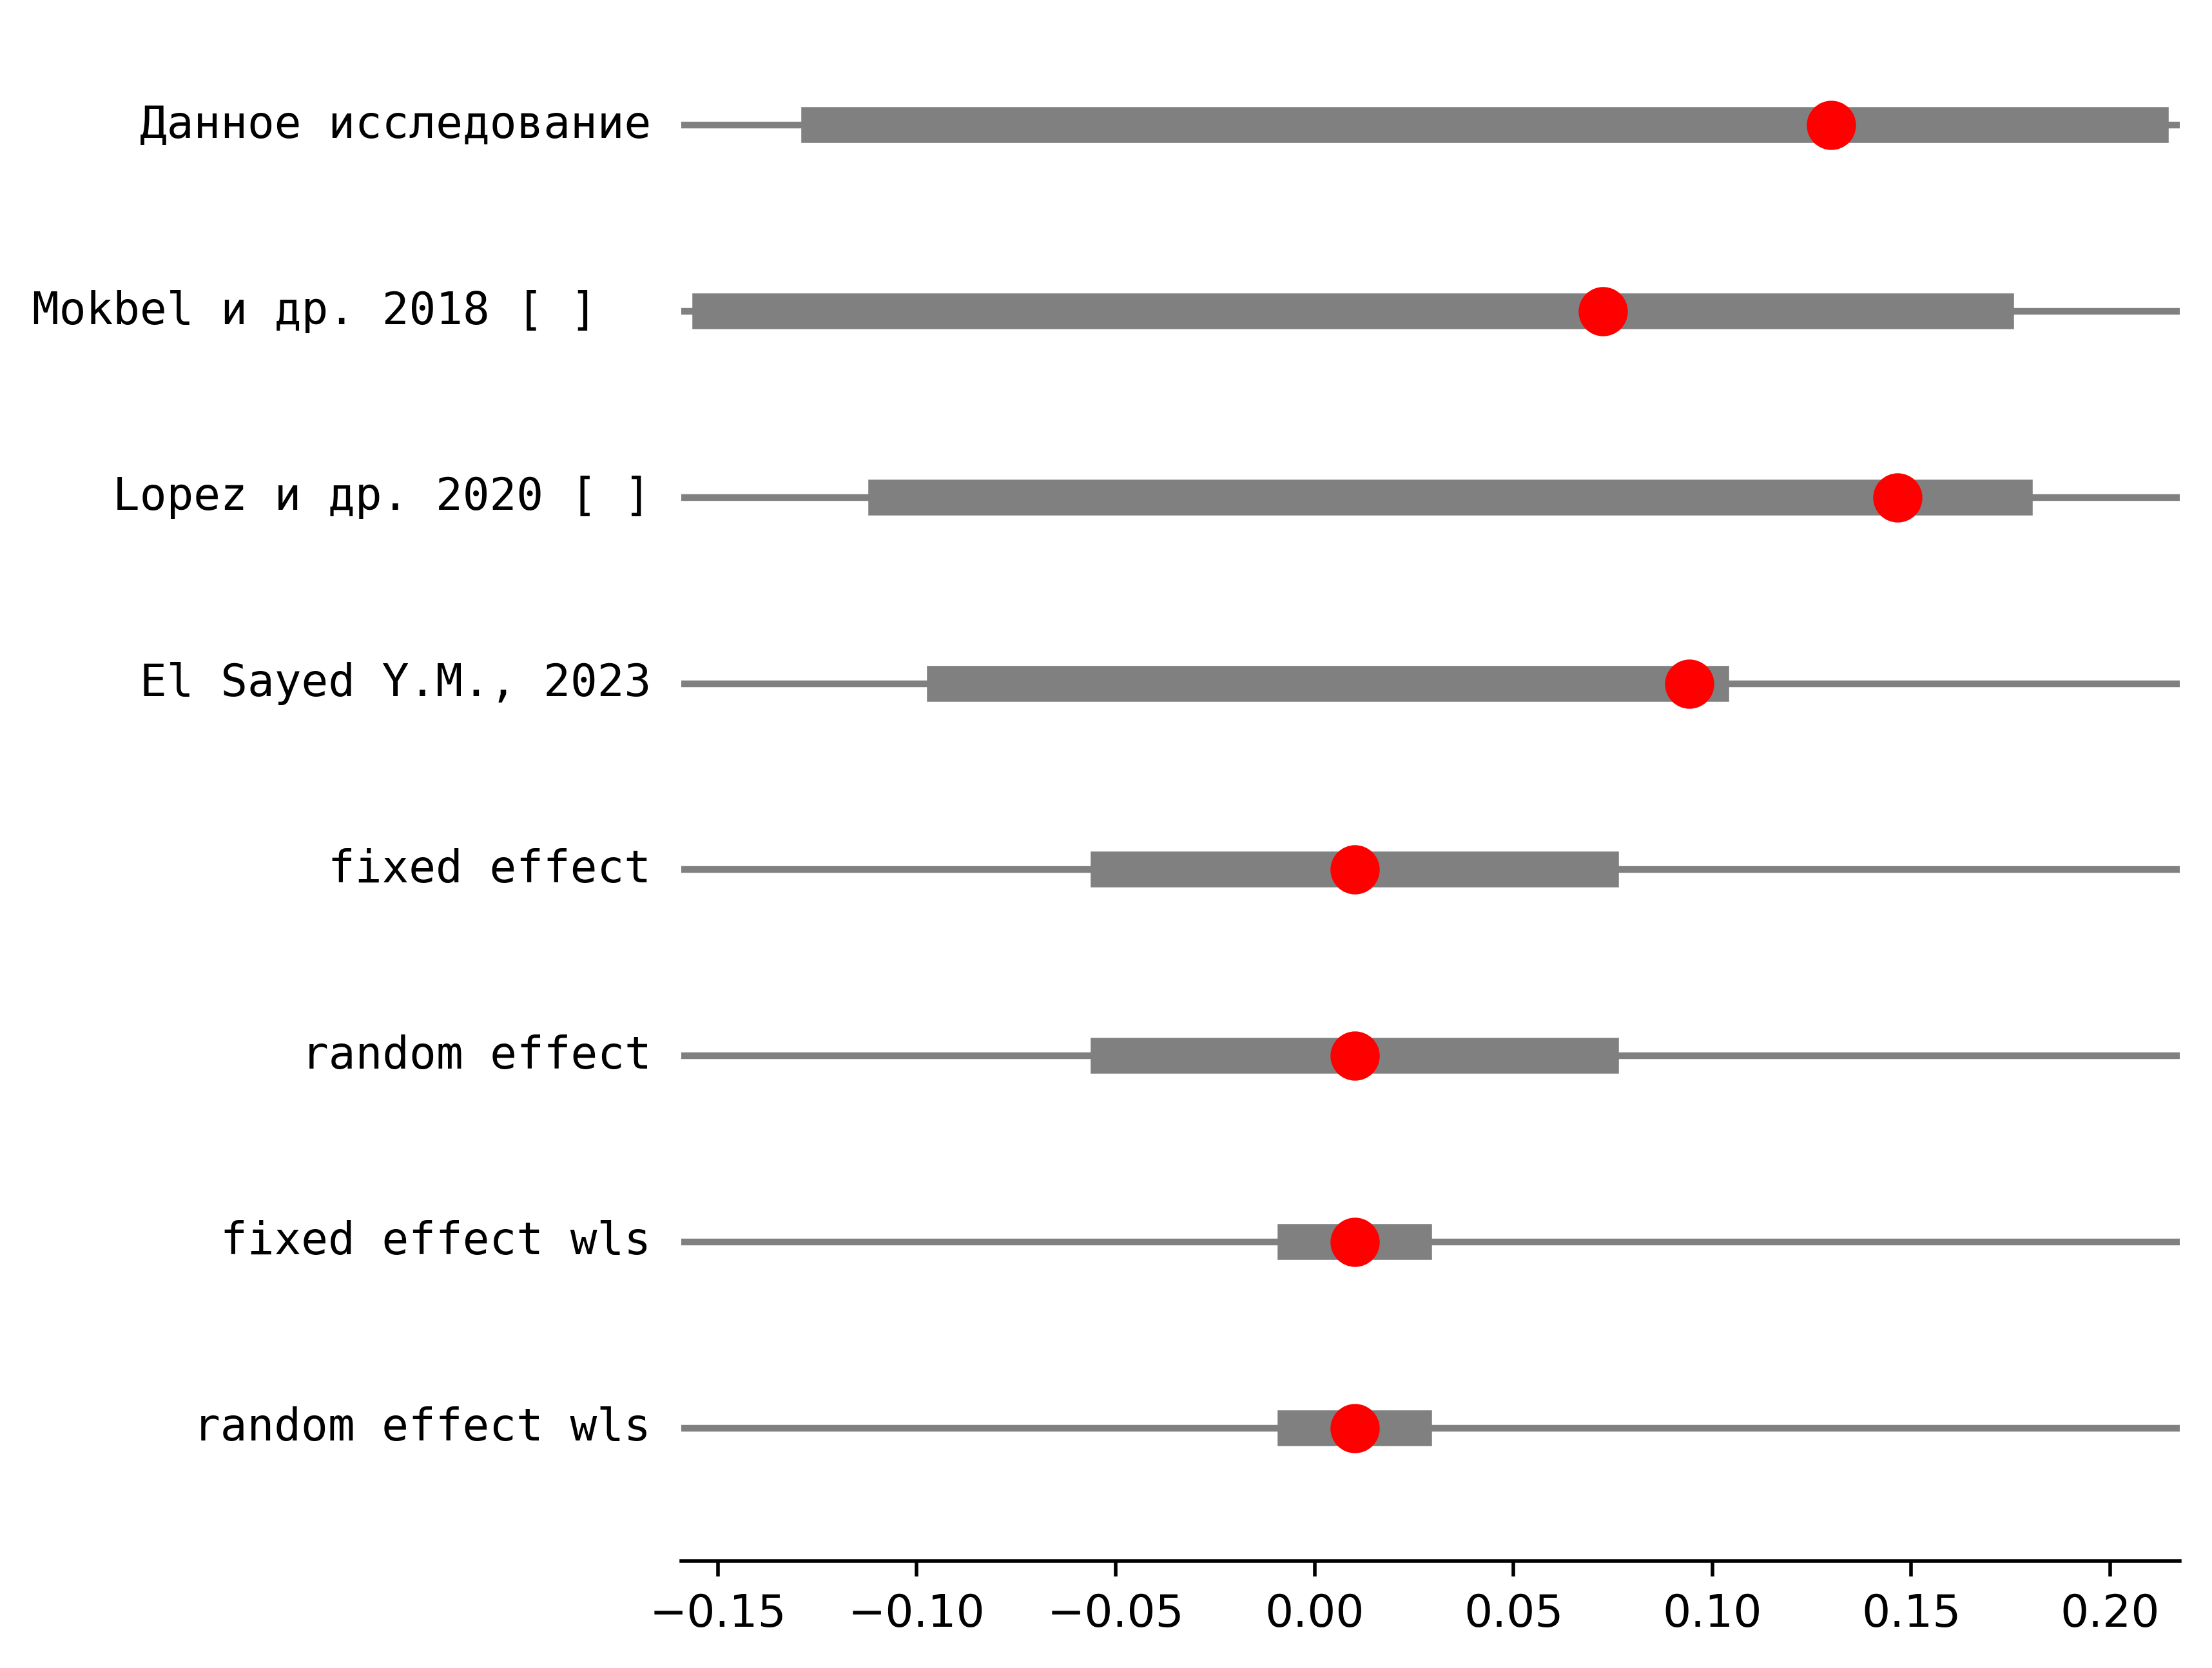 Данное исследование
Mokbel и др. 2018 [ ]
Lopez и др. 2020 [ ]
El Sayed Y.M., 2023
fixed effect
random effect
fixed effect wls
random effect wls
−0.15 −0.10 −0.05 0.00 0.05 0.10 0.15 0.20